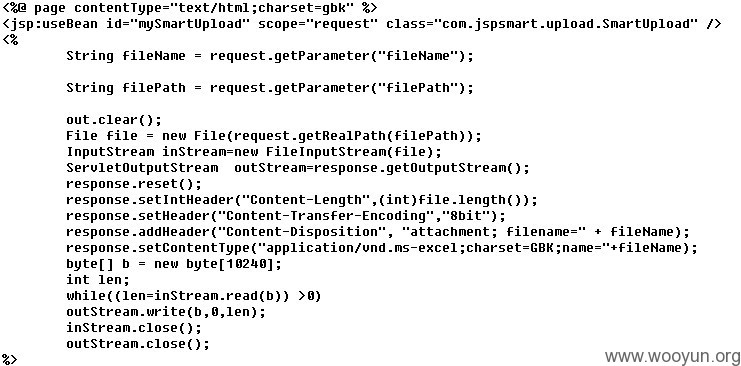 <%@ page contentType="text/html;charset=gbk" %>
<jsp:useBean id="mySmartUpload" scope="request" class="com.jspsmart.upload.SmartUpload" />
<%
String fileName = request.getParameter("fileName");
String filePath = request.getParameter("filePath");
out.clear();
File file = new File(request.getRealPath(filePath));
InputStream inStream=new FileInputStream(file);
ServletOutputStream  outStream=response.getOutputStream();
response.reset();
response.setIntHeader("Content-Length",(int)file.length());
response.setHeader("Content-Transfer-Encoding","8bit");
response.addHeader("Content-Disposition", "attachment; filename=" + fileName);
response.setContentType("application/vnd.ms-excel;charset=GBK;name="+fileName);
byte[] b = new byte[10240];
int len;
while((len=inStream.read(b)) >0)
outStream.write(b,0,len);
inStream.close();
outStream.close();
%>
www.wooyun.org